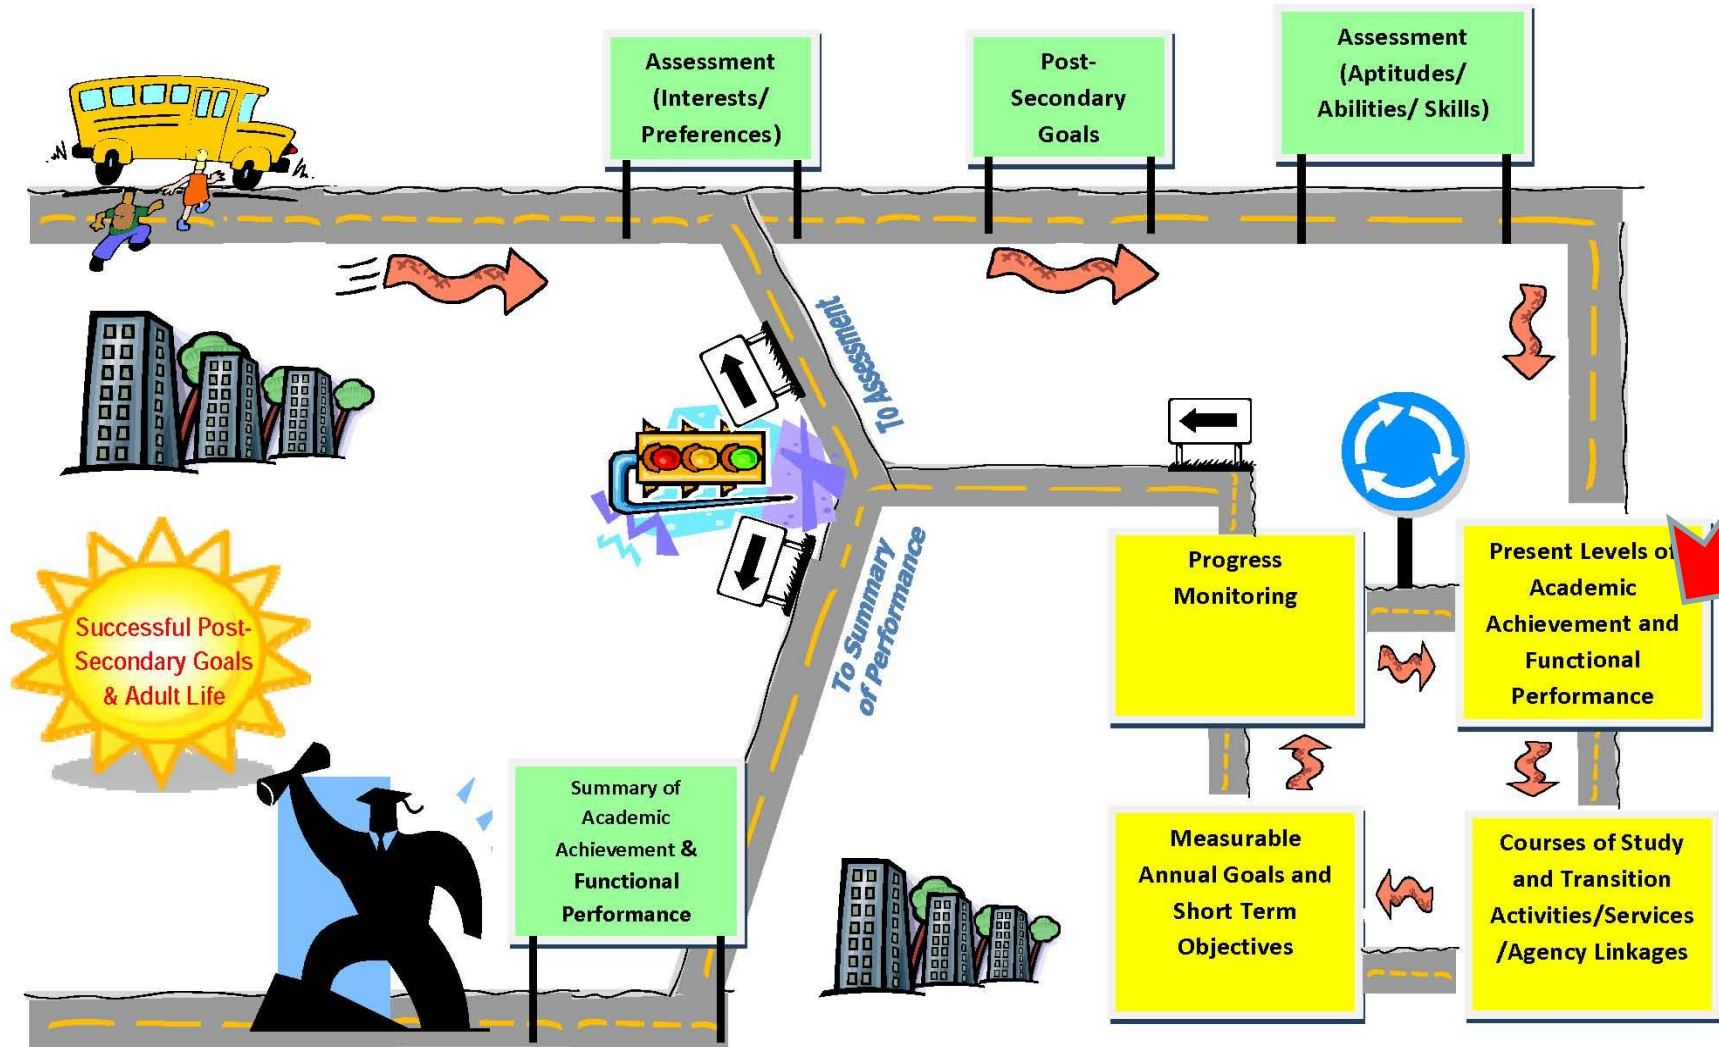 Assessment
(Interests/
Preferences)
Post-
Secondary
Goals
Assessment
(Aptitudes/
Abilities/ Skills)
To Assessment
To Summary
of Performance
Progress
Monitoring
Present Levels of
Academic
Achievement and
Functional
Performance
Successful Post-
Secondary Goals
& Adult Life
Summary of
Academic
Achievement &
Functional
Performance
Measurable
Annual Goals and
Short Term
Objectives
Courses of Study
and Transition
Activities/Services
/Agency Linkages